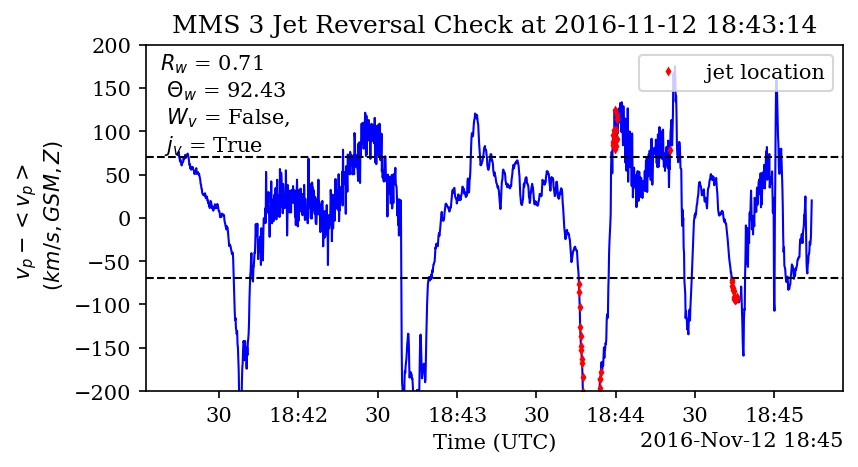 MMS 3 Jet Reversal Check at 2016-11-12 18:43:14
R_w = 0.71
Θ_w = 92.43
W_v = False,
j_v = True
jet location
v_p − < v_p >
(km/s, GSM, Z)
200
150
100
50
0
−50
−100
−150
−200
30
18:42
30
18:43
30
18:44
30
18:45
Time (UTC)
2016-Nov-12 18:45